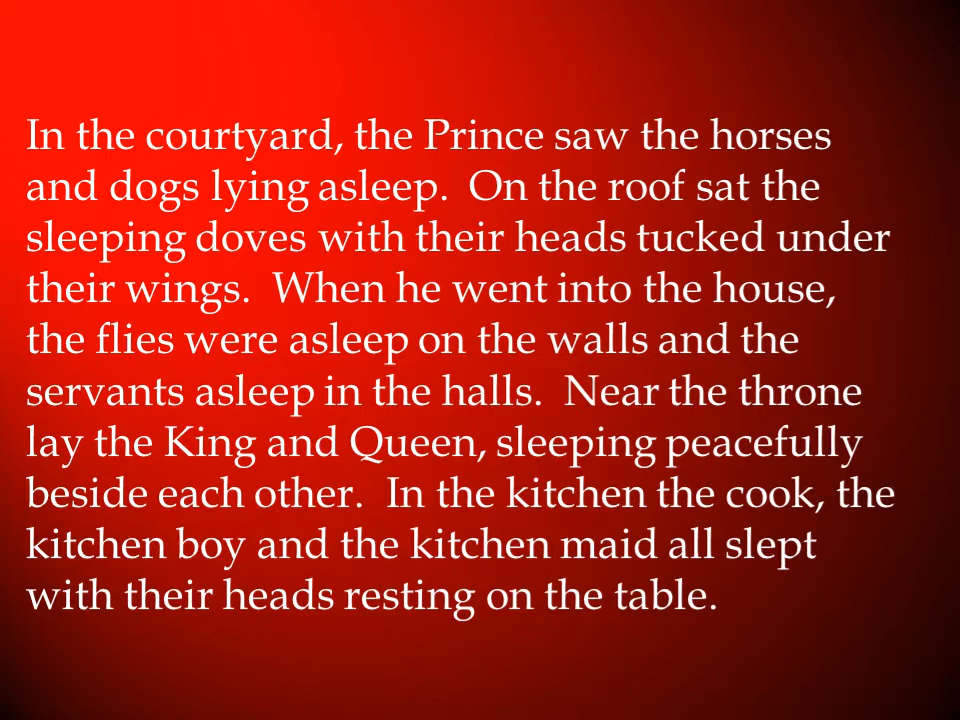 In the courtyard, the Prince saw the horses
and dogs lying asleep.  On the roof sat the
sleeping doves with their heads tucked under
their wings.  When he went into the house,
the flies were asleep on the walls and the
servants asleep in the halls.  Near the throne
lay the King and Queen, sleeping peacefully
beside each other.  In the kitchen the cook, the
kitchen boy and the kitchen maid all slept
with their heads resting on the table.